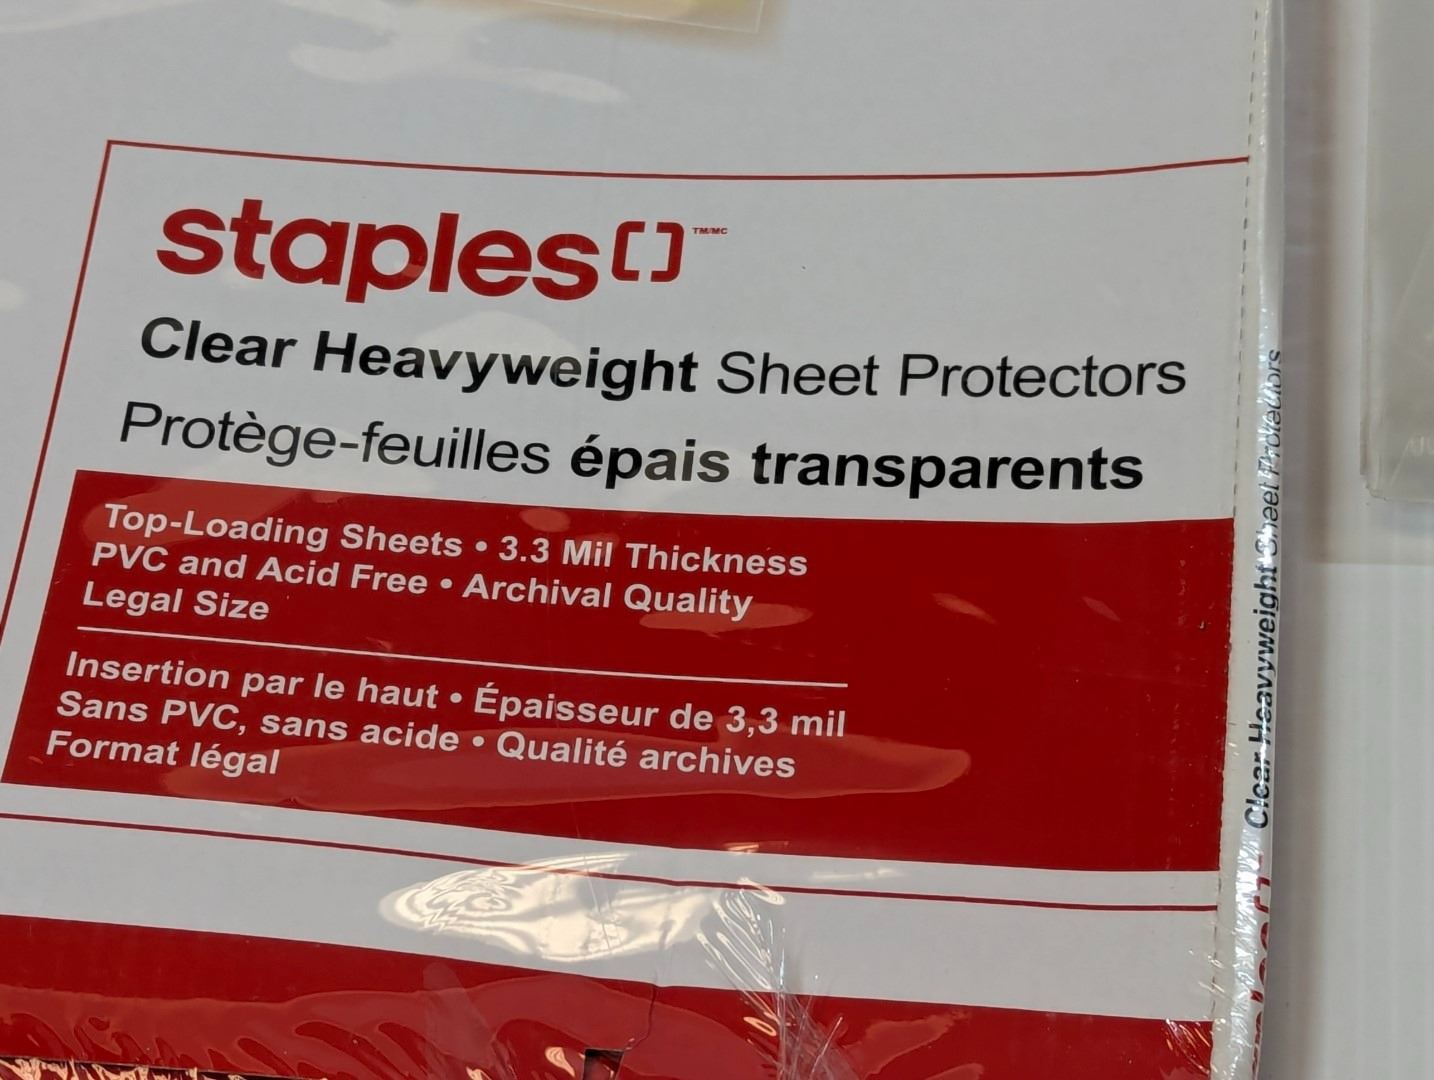 staples[] TM/MC
Clear Heavyweight Sheet Protectors
Protège-feuilles épais transparents
Top-Loading Sheets • 3.3 Mil Thickness
PVC and Acid Free • Archival Quality
Legal Size
Insertion par le haut • Épaisseur de 3,3 mil
Sans PVC, sans acide • Qualité archives
Format légal
Clear Heavyweight Sheet Protectors